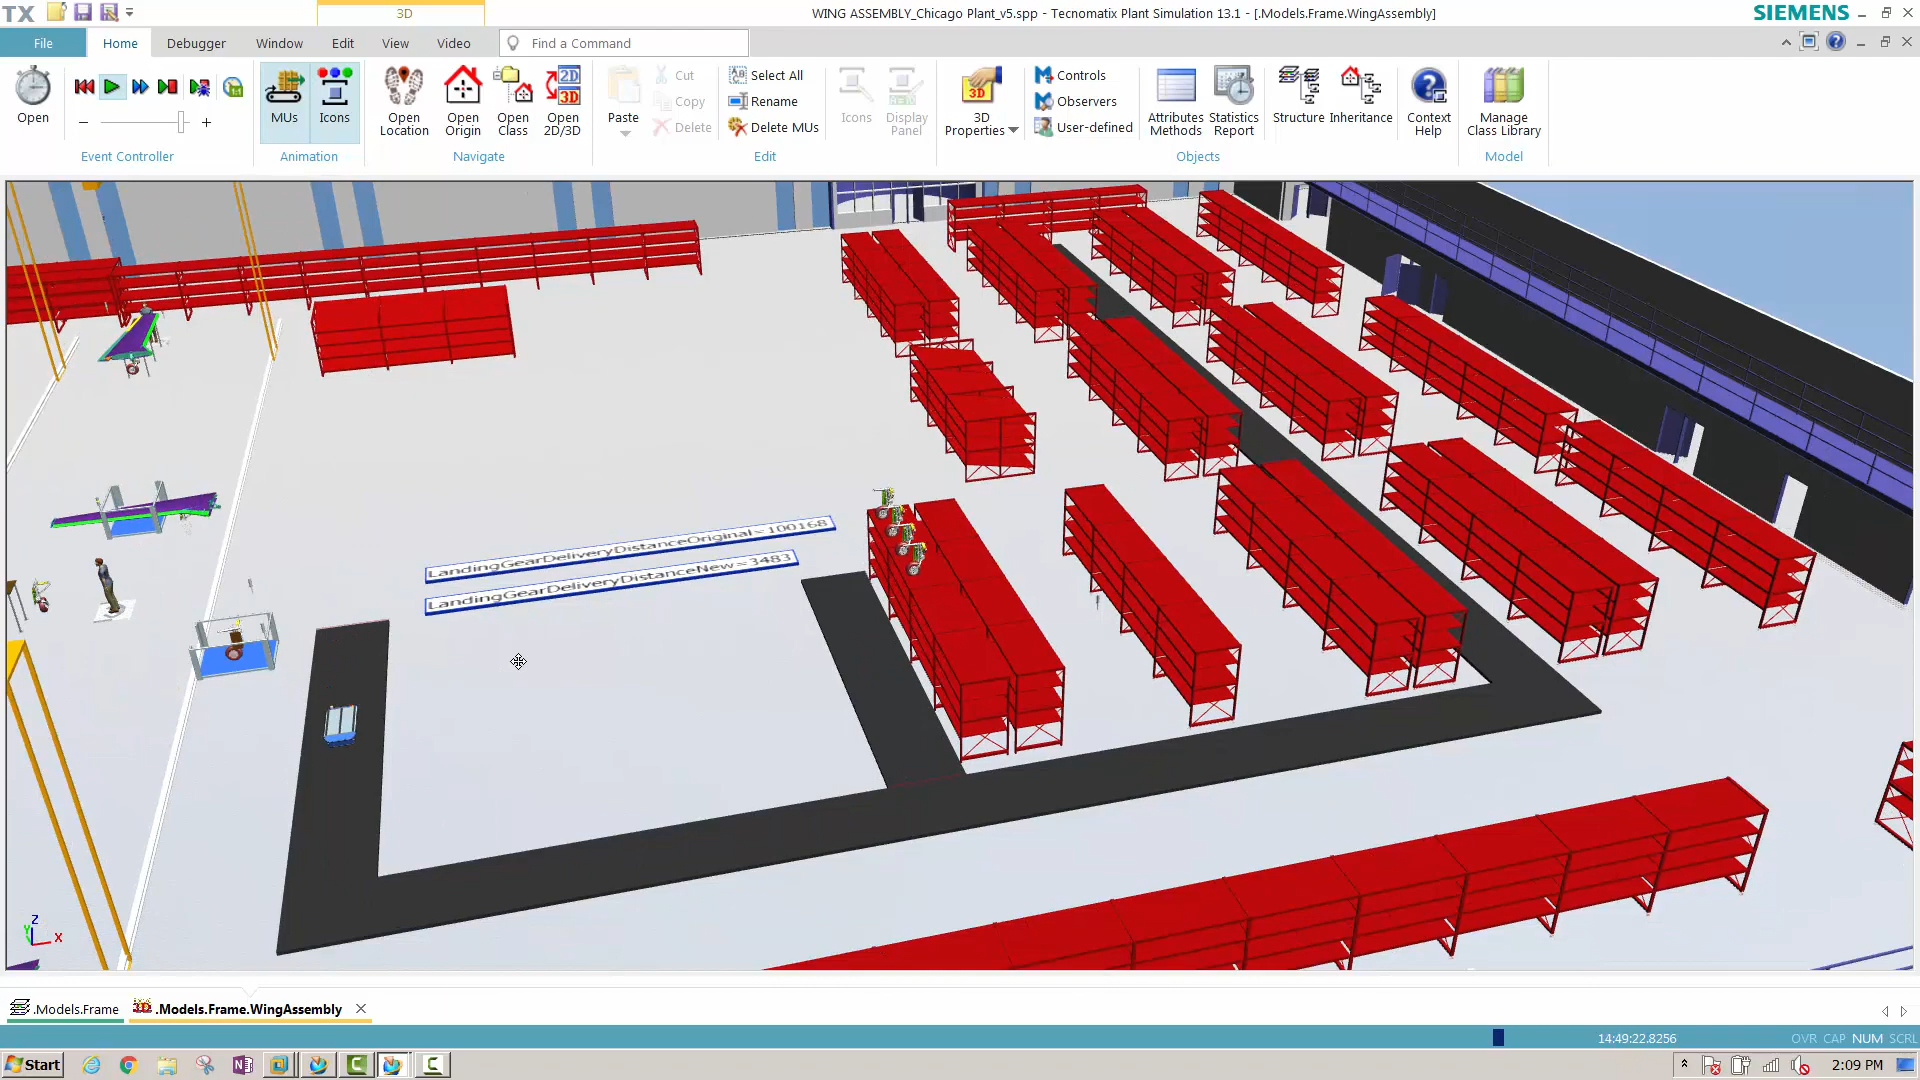 TX
3D
WING ASSEMBLY_Chicago Plant_v5.spp - Tecnomatix Plant Simulation 13.1 - [.Models.Frame.WingAssembly]
SIEMENS
File
Home
Debugger
Window
Edit
View
Video
Find a Command
Open
Event Controller
MUs
Icons
Animation
Open Location
Open Origin
Open Class
2D
3D
Open 2D/3D
Navigate
Paste
Cut
Copy
Delete
Select All
Rename
Delete MUs
Icons
Display Panel
Edit
3D
3D Properties
Controls
Observers
User-defined
Attributes Methods
Statistics Report
Structure
Inheritance
Objects
Context Help
Manage Class Library
Model
LandingGearDeliveryDistanceOriginal=100168
LandingGearDeliveryDistanceNew=3483
Z
Y
X
.Models.Frame
.Models.Frame.WingAssembly
14:49:22.8256
OVR CAP NUM SCRL
Start
2:09 PM